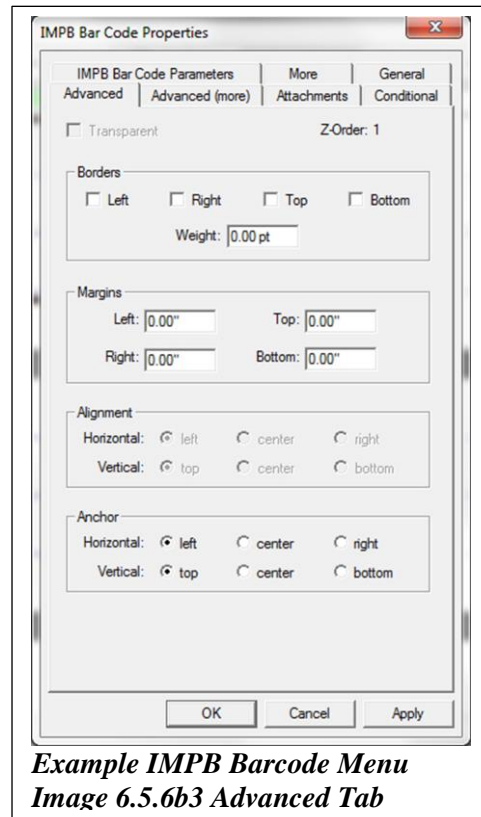 IMPB Bar Code Properties
IMPB Bar Code Parameters More General
Advanced Advanced (more) Attachments Conditional
Transparent Z-Order: 1
Borders
Left Right Top Bottom
Weight: 0.00 pt
Margins
Left: 0.00" Top: 0.00"
Right: 0.00" Bottom: 0.00"
Alignment
Horizontal: left center right
Vertical: top center bottom
Anchor
Horizontal: left center right
Vertical: top center bottom
OK Cancel Apply
Example IMPB Barcode Menu
Image 6.5.6b3 Advanced Tab